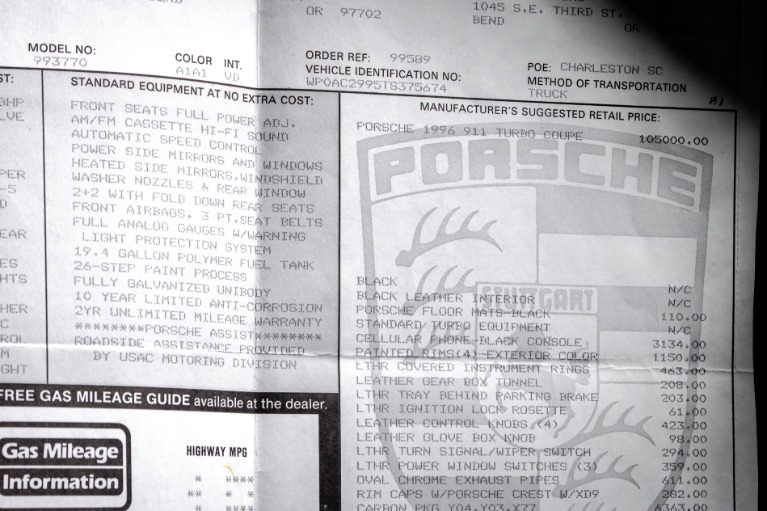 OR 97702
1045 S.E. THIRD ST.
BEND
OR
MODEL NO:
993770
COLOR INT.
A1A1 VD
ORDER REF: 99589
VEHICLE IDENTIFICATION NO:
WPOAC2995TS375674
POE: CHARLESTON SC
METHOD OF TRANSPORTATION
TRUCK
ST:
3HP
LVE
PER
-5
D
EAR
ES
HTS
HER
C
ROL
M
GHT
STANDARD EQUIPMENT AT NO EXTRA COST:
FRONT SEATS FULL POWER ADJ.
AM/FM CASSETTE HI-FI SOUND
AUTOMATIC SPEED CONTROL
POWER SIDE MIRRORS AND WINDOWS
HEATED SIDE MIRRORS,WINDSHIELD
WASHER NOZZLES & REAR WINDOW
2+2 WITH FOLD DOWN REAR SEATS
FRONT AIRBAGS, 3 PT.SEAT BELTS
FULL ANALOG GAUGES W/WARNING
LIGHT PROTECTION SYSTEM
19.4 GALLON POLYMER FUEL TANK
26-STEP PAINT PROCESS
FULLY GALVANIZED UNIBODY
10 YEAR LIMITED ANTI-CORROSION
2YR UNLIMITED MILEAGE WARRANTY
********PORSCHE ASSIST********
ROADSIDE ASSISTANCE PROVIDED
BY USAC MOTORING DIVISION
MANUFACTURER'S SUGGESTED RETAIL PRICE:
PORSCHE 1996 911 TURBO COUPE 105000.00
PORSCHE
STUTTGART
BLACK N/C
BLACK LEATHER INTERIOR N/C
PORSCHE FLOOR MATS-BLACK 110.00
STANDARD TURBO EQUIPMENT N/C
CELLULAR PHONE-BLACK CONSOLE 3134.00
PAINTED RIMS(4)-EXTERIOR COLOR 1150.00
LTHR COVERED INSTRUMENT RINGS 463.00
LEATHER GEAR BOX TUNNEL 208.00
LTHR TRAY BEHIND PARKING BRAKE 203.00
LTHR IGNITION LOCK ROSETTE 61.00
LEATHER CONTROL KNOBS (4) 423.00
LEATHER GLOVE BOX KNOB 98.00
LTHR TURN SIGNAL/WIPER SWITCH 294.00
LTHR POWER WINDOW SWITCHES (3) 359.00
OVAL CHROME EXHAUST PIPES 611.00
RIM CAPS W/PORSCHE CREST W/XD9 282.00
CARBON PKG Y04,Y03,X77 6363.00
FREE GAS MILEAGE GUIDE available at the dealer.
Gas Mileage
Information
HIGHWAY MPG
* ****
** *
* ****